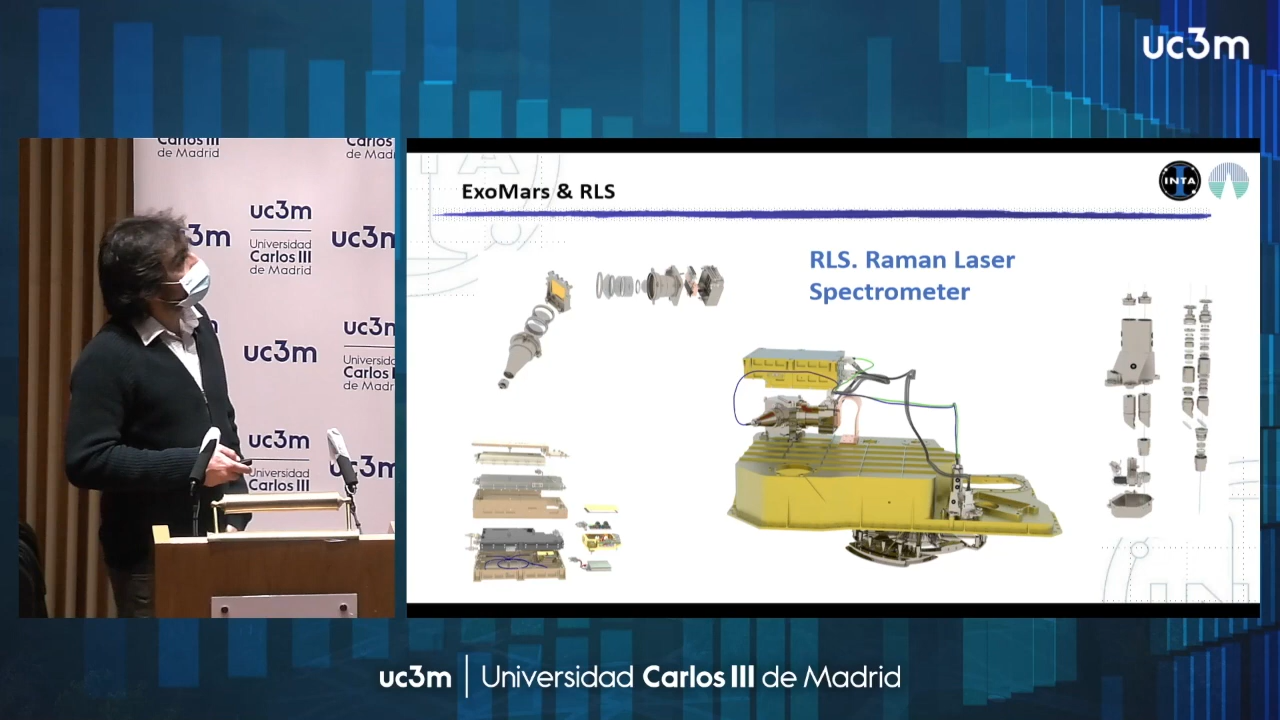 uc3m
Carlos III
de Madrid
Carlos III
de Madrid
uc3m
3m
uc3m
Universidad
Carlos III
de Madrid
uc3m
uc3m
Universidad
Carlos III
de Madrid
uc3m
uc3m
Universidad
Carlos III
ExoMars & RLS
INTA
RLS. Raman Laser
Spectrometer
uc3m | Universidad Carlos III de Madrid